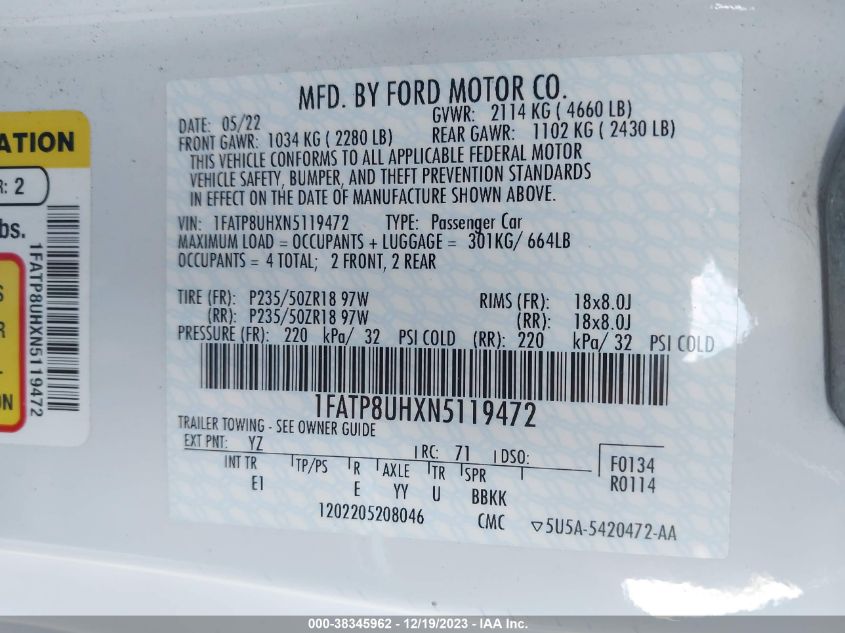 MFD. BY FORD MOTOR CO.
DATE: 05/22 GVWR: 2114 KG ( 4660 LB)
FRONT GAWR: 1034 KG ( 2280 LB) REAR GAWR: 1102 KG ( 2430 LB)
THIS VEHICLE CONFORMS TO ALL APPLICABLE FEDERAL MOTOR
VEHICLE SAFETY, BUMPER, AND THEFT PREVENTION STANDARDS
IN EFFECT ON THE DATE OF MANUFACTURE SHOWN ABOVE.
VIN: 1FATP8UHXN5119472 TYPE: Passenger Car
MAXIMUM LOAD = OCCUPANTS + LUGGAGE = 301KG/ 664LB
OCCUPANTS = 4 TOTAL; 2 FRONT, 2 REAR
TIRE (FR): P235/50ZR18 97W RIMS (FR): 18x8.0J
(RR): P235/50ZR18 97W (RR): 18x8.0J
PRESSURE (FR): 220 kPa/ 32 PSI COLD (RR): 220 kPa/ 32 PSI COLD
1FATP8UHXN5119472
TRAILER TOWING - SEE OWNER GUIDE
EXT PNT: YZ RC: 71 DSO: F0134
INT TR TP/PS R AXLE TR SPR R0114
E1 E YY U BBKK
1202205208046 CMC ▽5U5A-5420472-AA
ATION
R: 2
bs.
1FATP8UHXN5119472
S
R
L-
ON
000-38345962 - 12/19/2023 - IAA Inc.